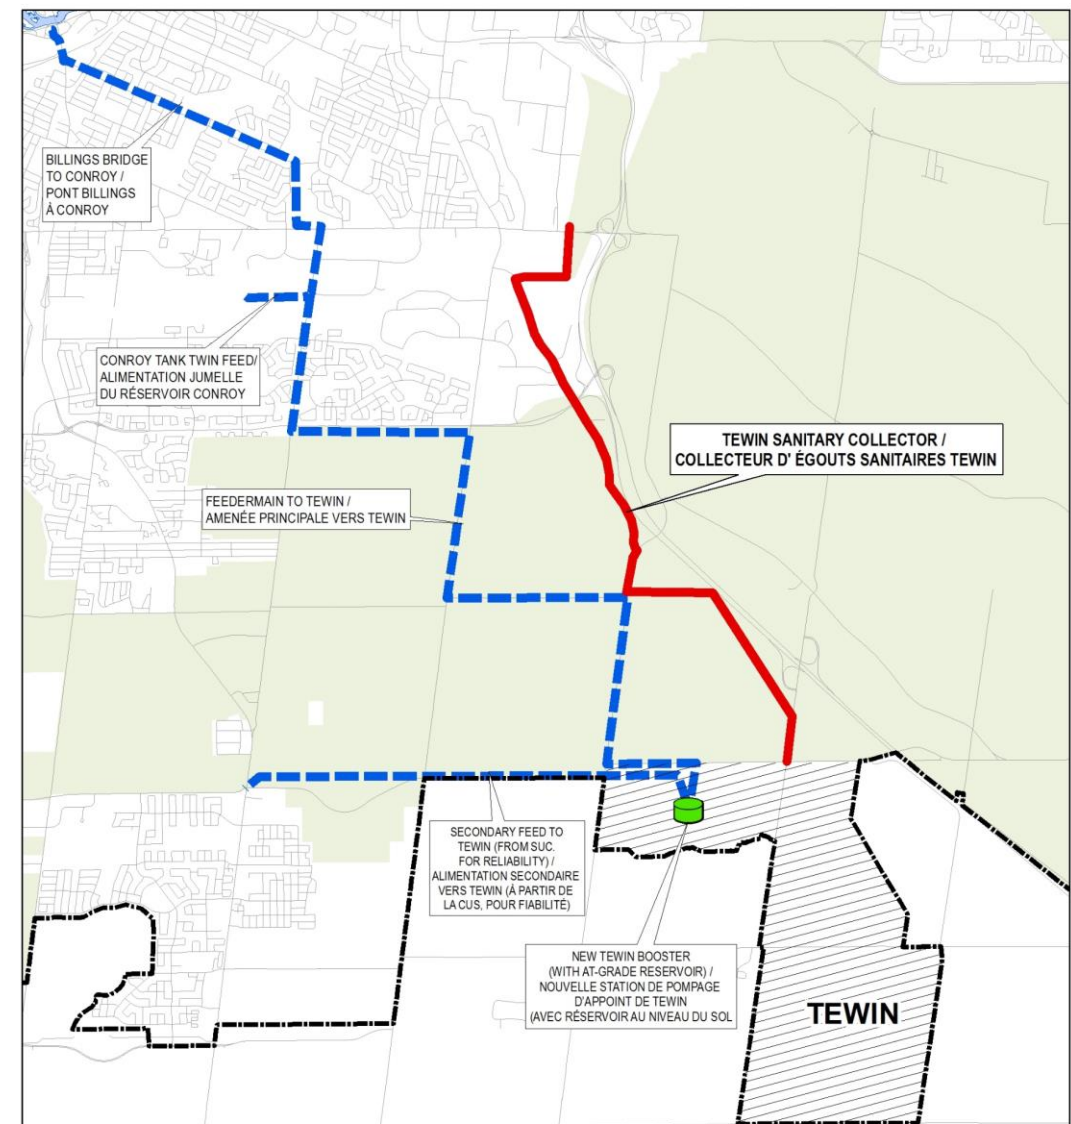 BILLINGS BRIDGE
TO CONROY /
PONT BILLINGS
À CONROY
CONROY TANK TWIN FEED/
ALIMENTATION JUMELLE
DU RÉSERVOIR CONROY
TEWIN SANITARY COLLECTOR /
COLLECTEUR D' ÉGOUTS SANITAIRES TEWIN
FEEDERMAIN TO TEWIN /
AMENÉE PRINCIPALE VERS TEWIN
SECONDARY FEED TO
TEWIN (FROM SUC.
FOR RELIABILITY) /
ALIMENTATION SECONDAIRE
VERS TEWIN (À PARTIR DE
LA CUS, POUR FIABILITÉ)
NEW TEWIN BOOSTER
(WITH AT-GRADE RESERVOIR) /
NOUVELLE STATION DE POMPAGE
D'APPOINT DE TEWIN
(AVEC RÉSERVOIR AU NIVEAU DU SOL
TEWIN